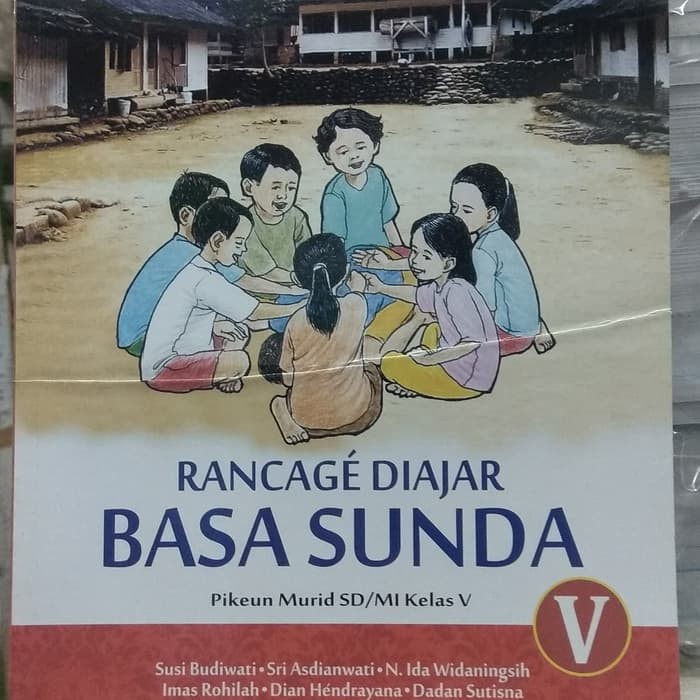 RANCAGÉ DIAJAR
BASA SUNDA
Pikeun Murid SD/MI Kelas V
V
Susi Budiwati • Sri Asdianwati • N. Ida Widaningsih
Imas Rohilah • Dian Héndrayana • Dadan Sutisna